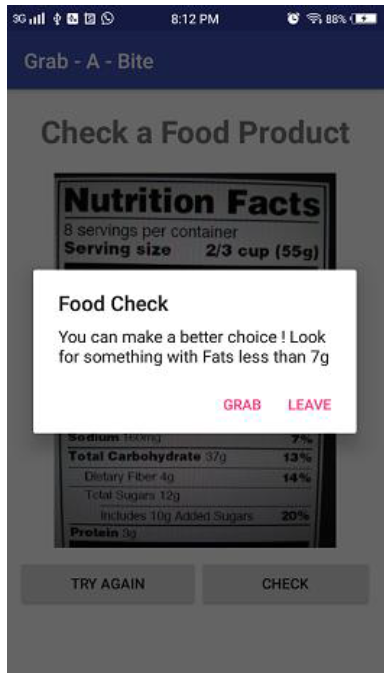 3G 8:12 PM 88%
Grab - A - Bite
Check a Food Product
Nutrition Facts
8 servings per container
Serving size 2/3 cup (55g)
Food Check
You can make a better choice ! Look
for something with Fats less than 7g
GRAB LEAVE
Sodium 160mg 7%
Total Carbohydrate 37g 13%
Dietary Fiber 4g 14%
Total Sugars 12g
Includes 10g Added Sugars 20%
Protein 3g
TRY AGAIN CHECK